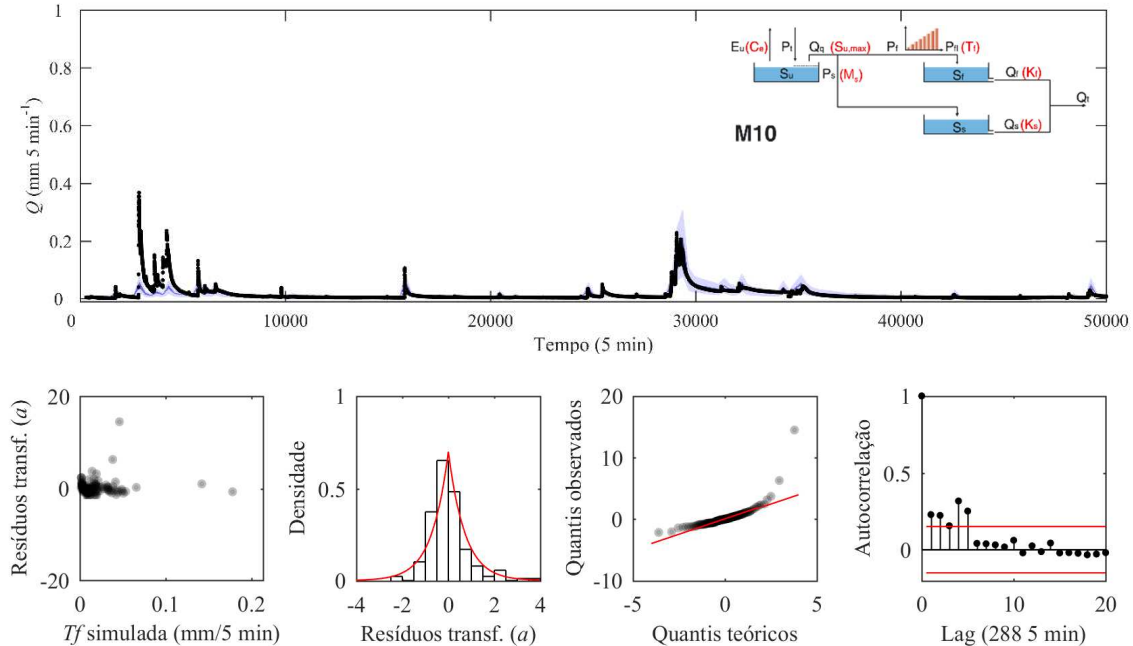 1
0.8
0.6
0.4
0.2
0
Q (mm 5 min⁻¹)
0 10000 20000 30000 40000 50000
Tempo (5 min)
Eu(Ce) Pt Qq (Su,max) Pf Pfl (Tf)
Su Ps (Ms) Sf Qf (Kf)
Qt
Ss Qs(Ks)
M10
20
0
-20
Resíduos transf. (a)
0 0.1 0.2
Tf simulada (mm/5 min)
1
0.5
0
Densidade
-4 -2 0 2 4
Resíduos transf. (a)
20
10
0
-10
Quantis observados
-5 0 5
Quantis teóricos
1
0.5
0
Autocorrelação
0 10 20
Lag (288 5 min)